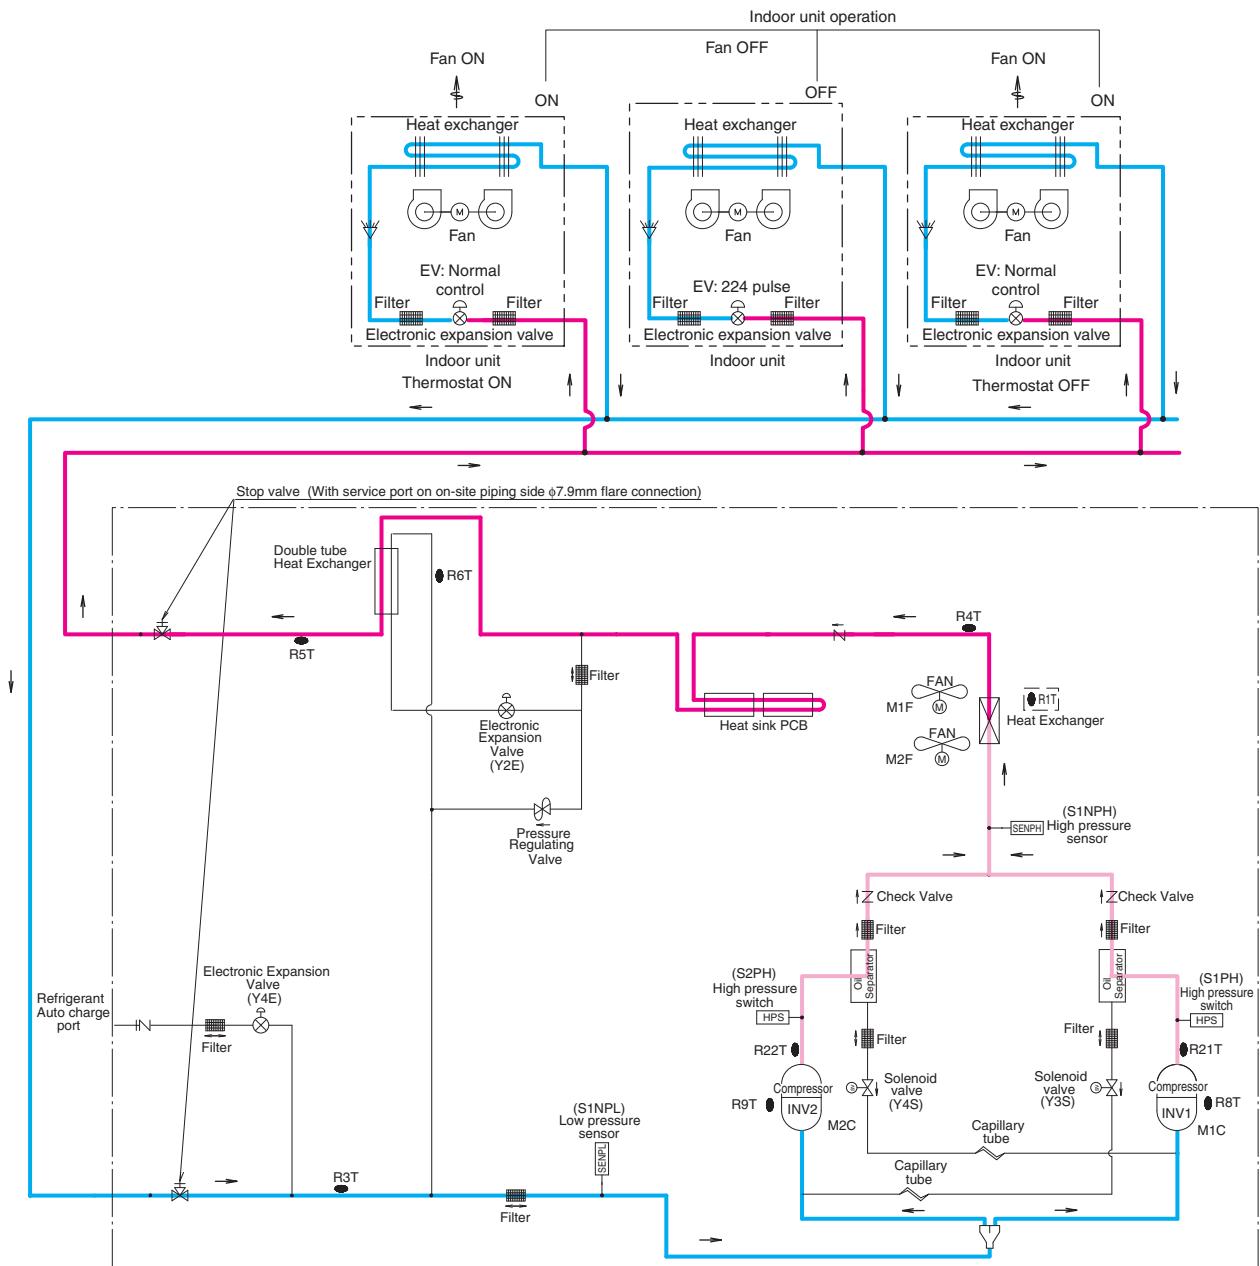 Indoor unit operation
Fan ON
Fan OFF
Fan ON
ON
OFF
ON
Heat exchanger
Heat exchanger
Heat exchanger
M
M
M
Fan
Fan
Fan
EV: Normal
control
EV: 224 pulse
EV: Normal
control
Filter
Filter
Filter
Filter
Filter
Filter
Electronic expansion valve
Electronic expansion valve
Electronic expansion valve
Indoor unit
Indoor unit
Indoor unit
Thermostat ON
Thermostat OFF
Stop valve (With service port on on-site piping side ϕ7.9mm flare connection)
Double tube
Heat Exchanger
R6T
R5T
R4T
Filter
Electronic
Expansion
Valve
(Y2E)
Heat sink PCB
FAN
M1F
M
R1T
Heat Exchanger
FAN
M2F
M
Pressure
Regulating
Valve
(S1NPH)
SENPH
High pressure
sensor
Check Valve
Check Valve
Filter
Filter
Oil
Separator
Oil
Separator
(S2PH)
High pressure
switch
HPS
(S1PH)
High pressure
switch
HPS
Electronic Expansion
Valve
(Y4E)
Refrigerant
Auto charge
port
Filter
Filter
Filter
R22T
R21T
Compressor
INV2
R9T
M2C
Solenoid
valve
(Y4S)
Solenoid
valve
(Y3S)
Compressor
INV1
R8T
M1C
(S1NPL)
Low pressure
sensor
SENPL
Capillary
tube
Capillary
tube
R3T
Filter